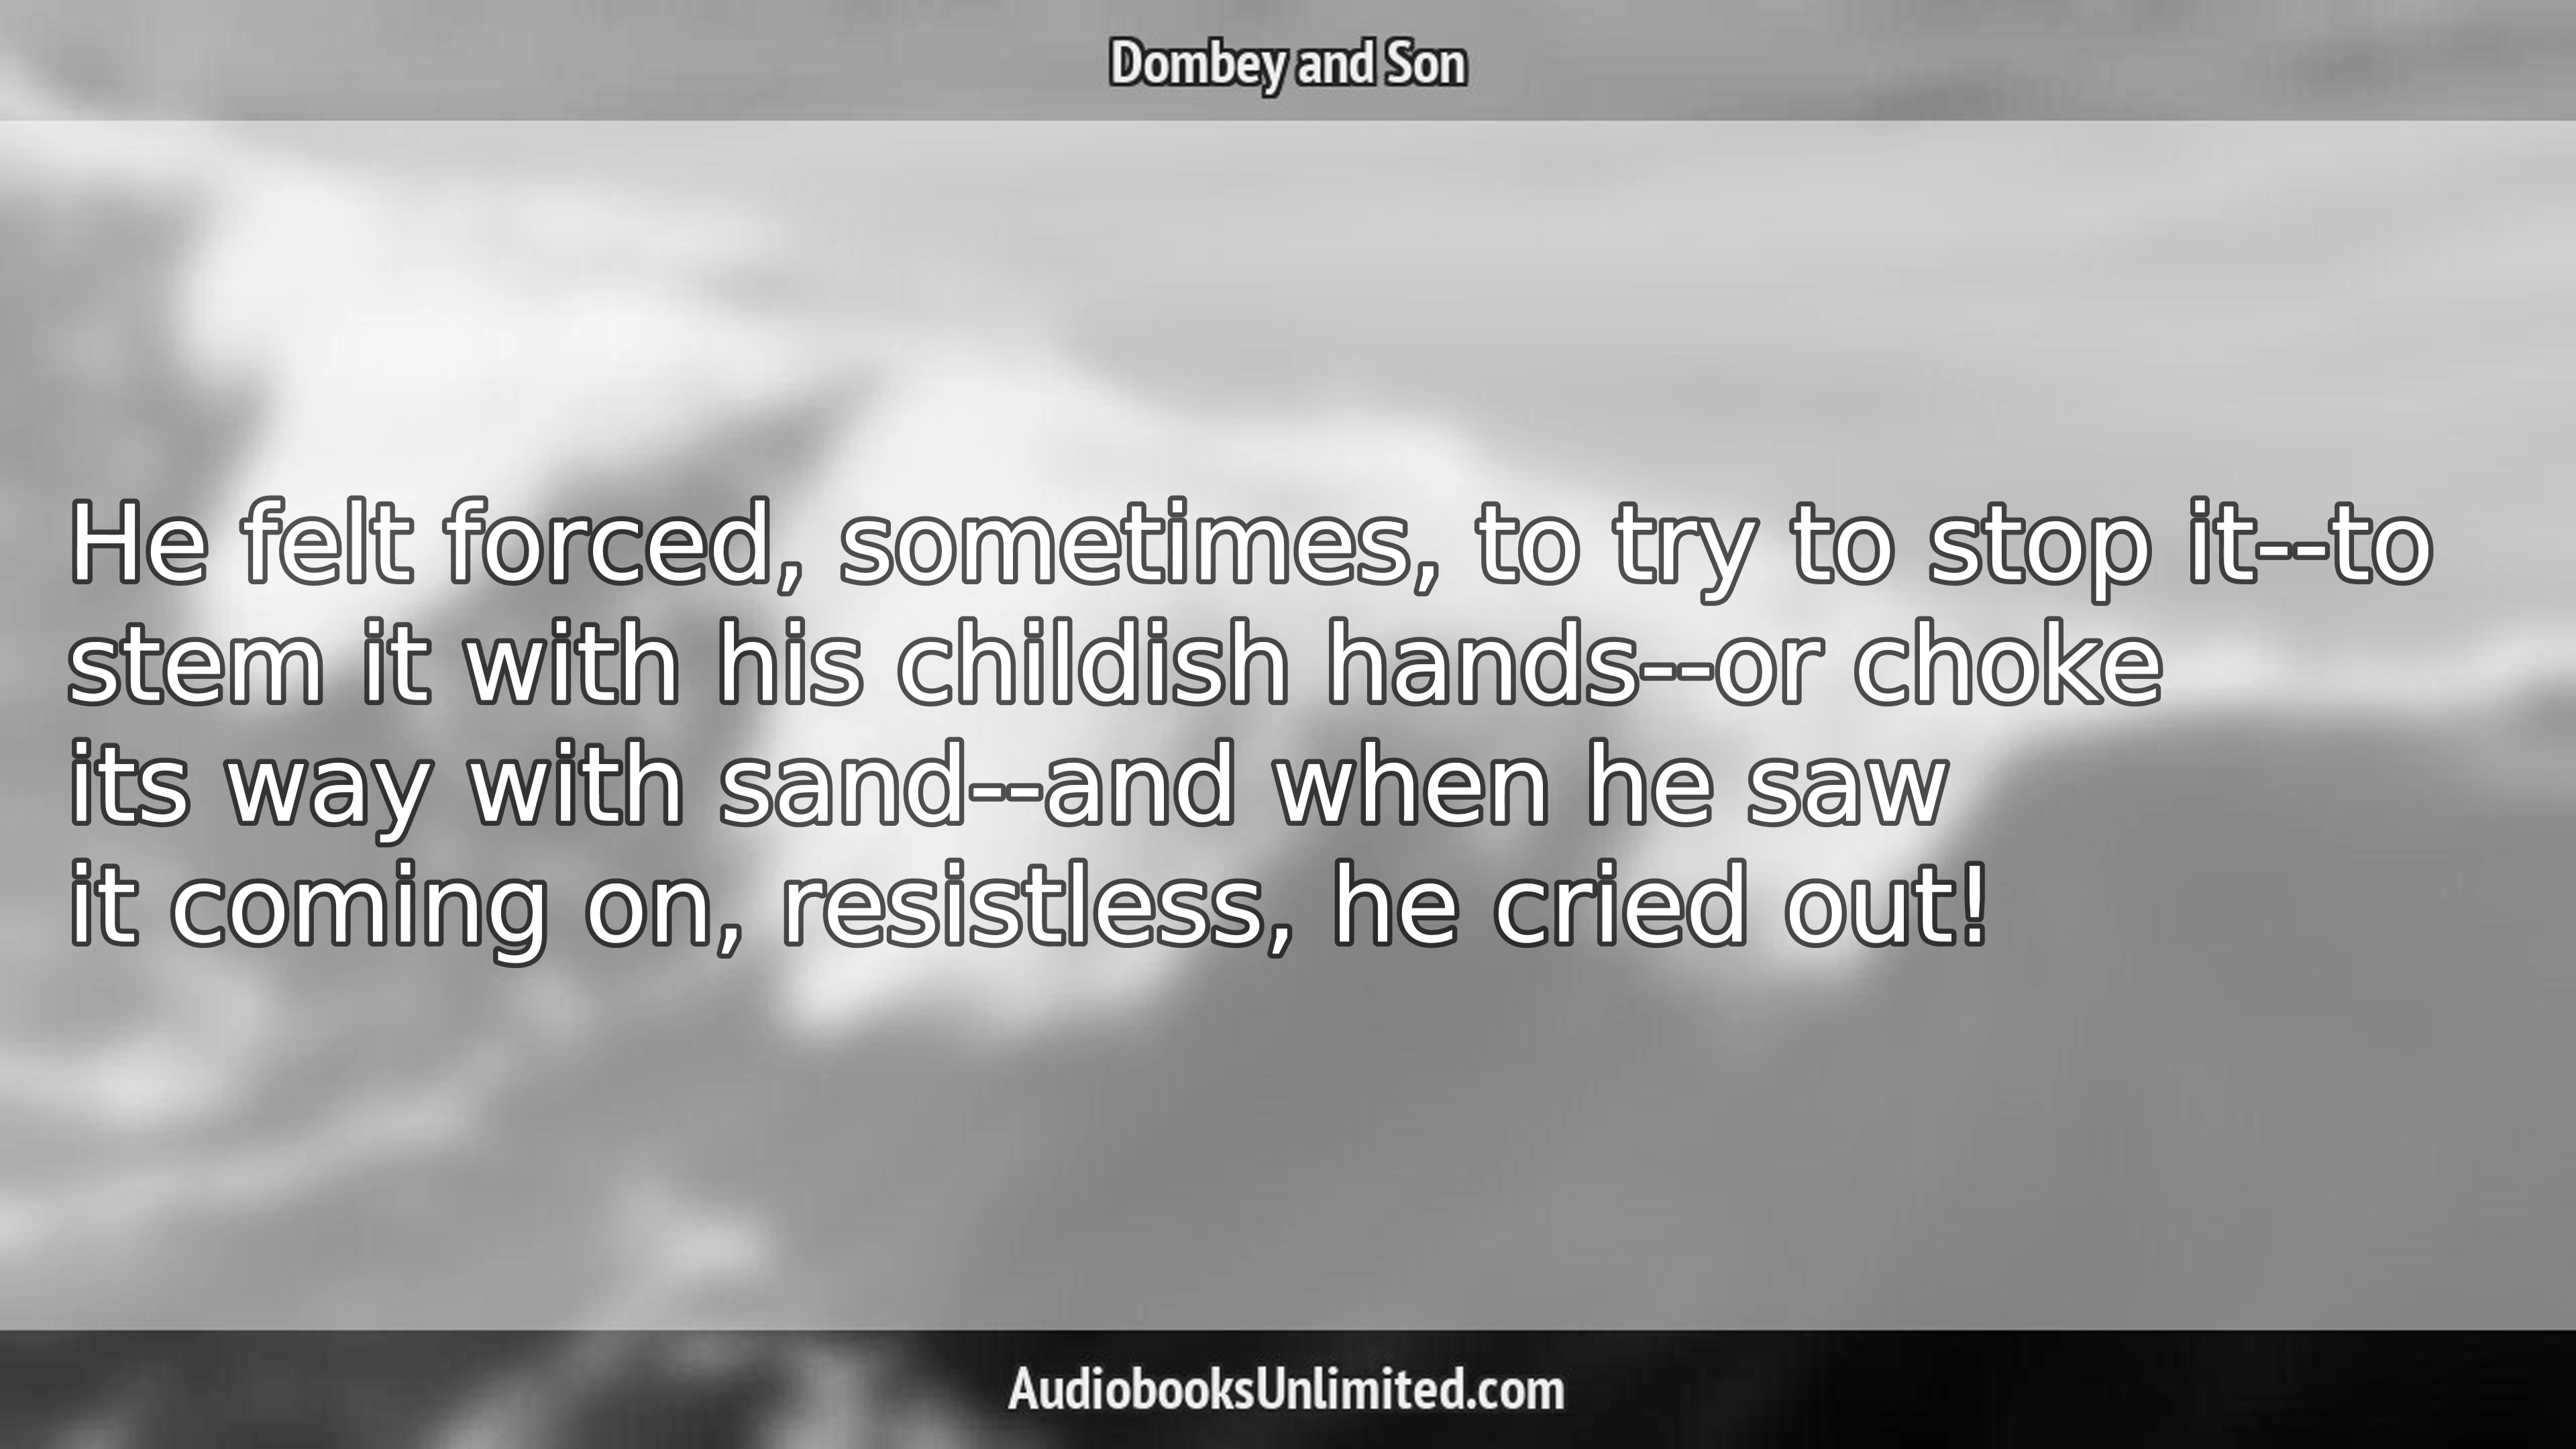 Dombey and Son
He felt forced, sometimes, to try to stop it--to
stem it with his childish hands--or choke
its way with sand--and when he saw
it coming on, resistless, he cried out!
AudiobooksUnlimited.com